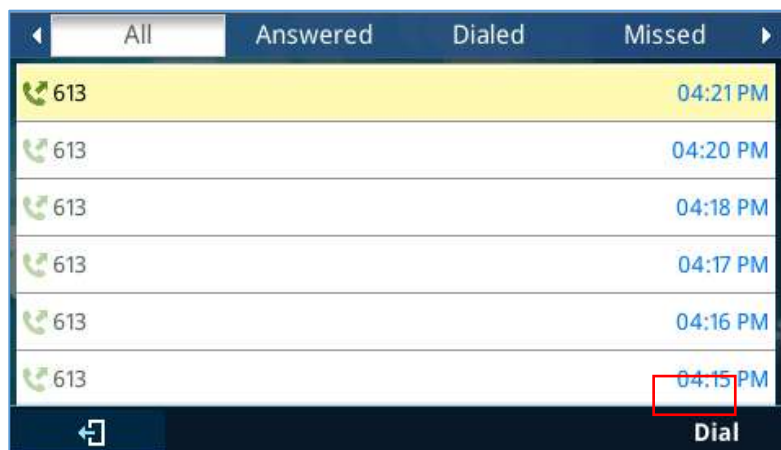 All Answered Dialed Missed
613 04:21 PM
613 04:20 PM
613 04:18 PM
613 04:17 PM
613 04:16 PM
613 04:15 PM
Dial